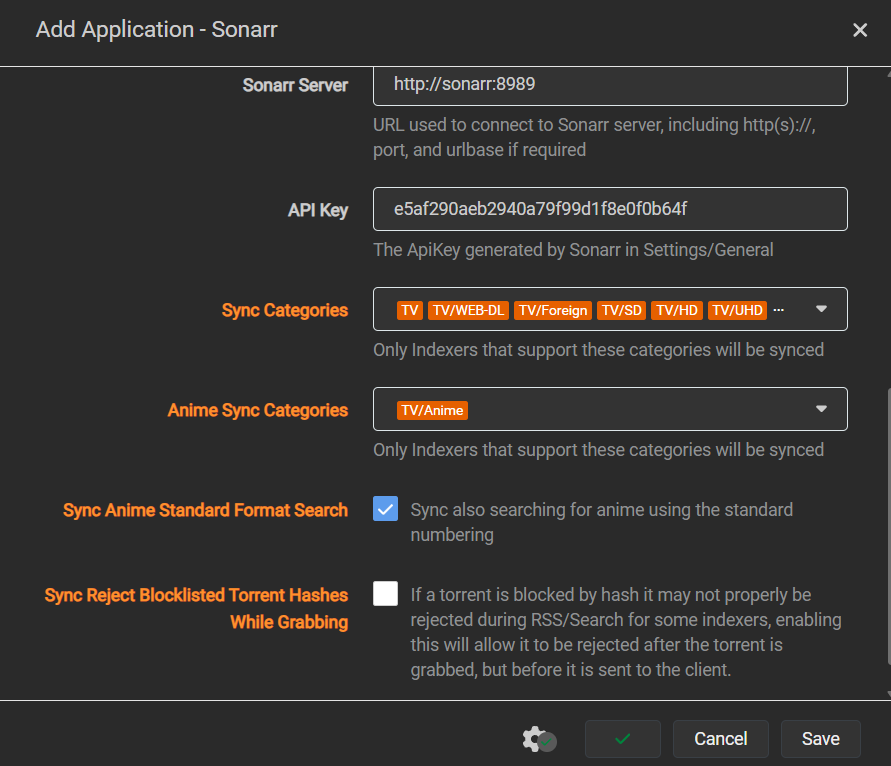 Add Application - Sonarr
Sonarr Server
http://sonarr:8989
URL used to connect to Sonarr server, including http(s)://,
port, and urlbase if required
API Key
e5af290aeb2940a79f99d1f8e0f0b64f
The ApiKey generated by Sonarr in Settings/General
Sync Categories
TV TV/WEB-DL TV/Foreign TV/SD TV/HD TV/UHD ...
Only Indexers that support these categories will be synced
Anime Sync Categories
TV/Anime
Only Indexers that support these categories will be synced
Sync Anime Standard Format Search
Sync also searching for anime using the standard
numbering
Sync Reject Blocklisted Torrent Hashes
While Grabbing
If a torrent is blocked by hash it may not properly be
rejected during RSS/Search for some indexers, enabling
this will allow it to be rejected after the torrent is
grabbed, but before it is sent to the client.
Cancel
Save